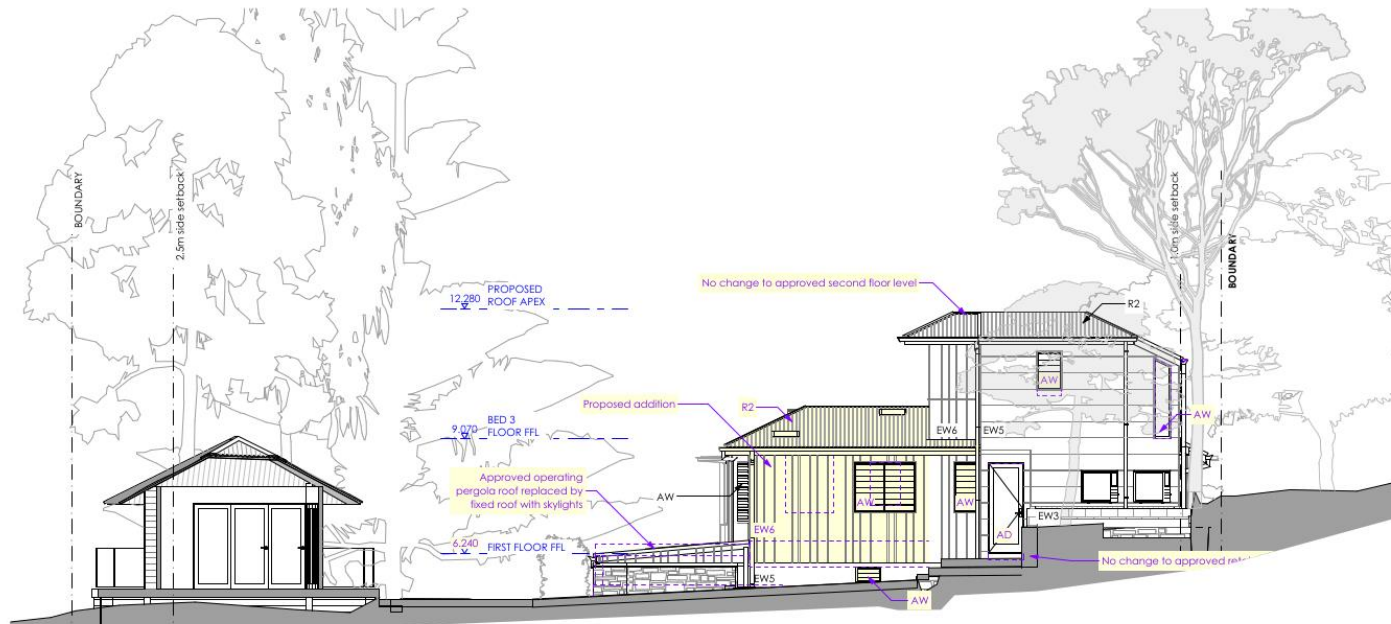 BOUNDARY
2.5m side setback
12.280
PROPOSED
ROOF APEX
No change to approved second floor level
R2
1.0m side setback
BOUNDARY
Proposed addition
R2
9.070
BED 3
FLOOR FFL
AW
AW
EW6
EW5
Approved operating
pergola roof replaced by
fixed roof with skylights
AW
AW
AW
EW6
EW3
AD
6.240
FIRST FLOOR FFL
EW5
AW
No change to approved